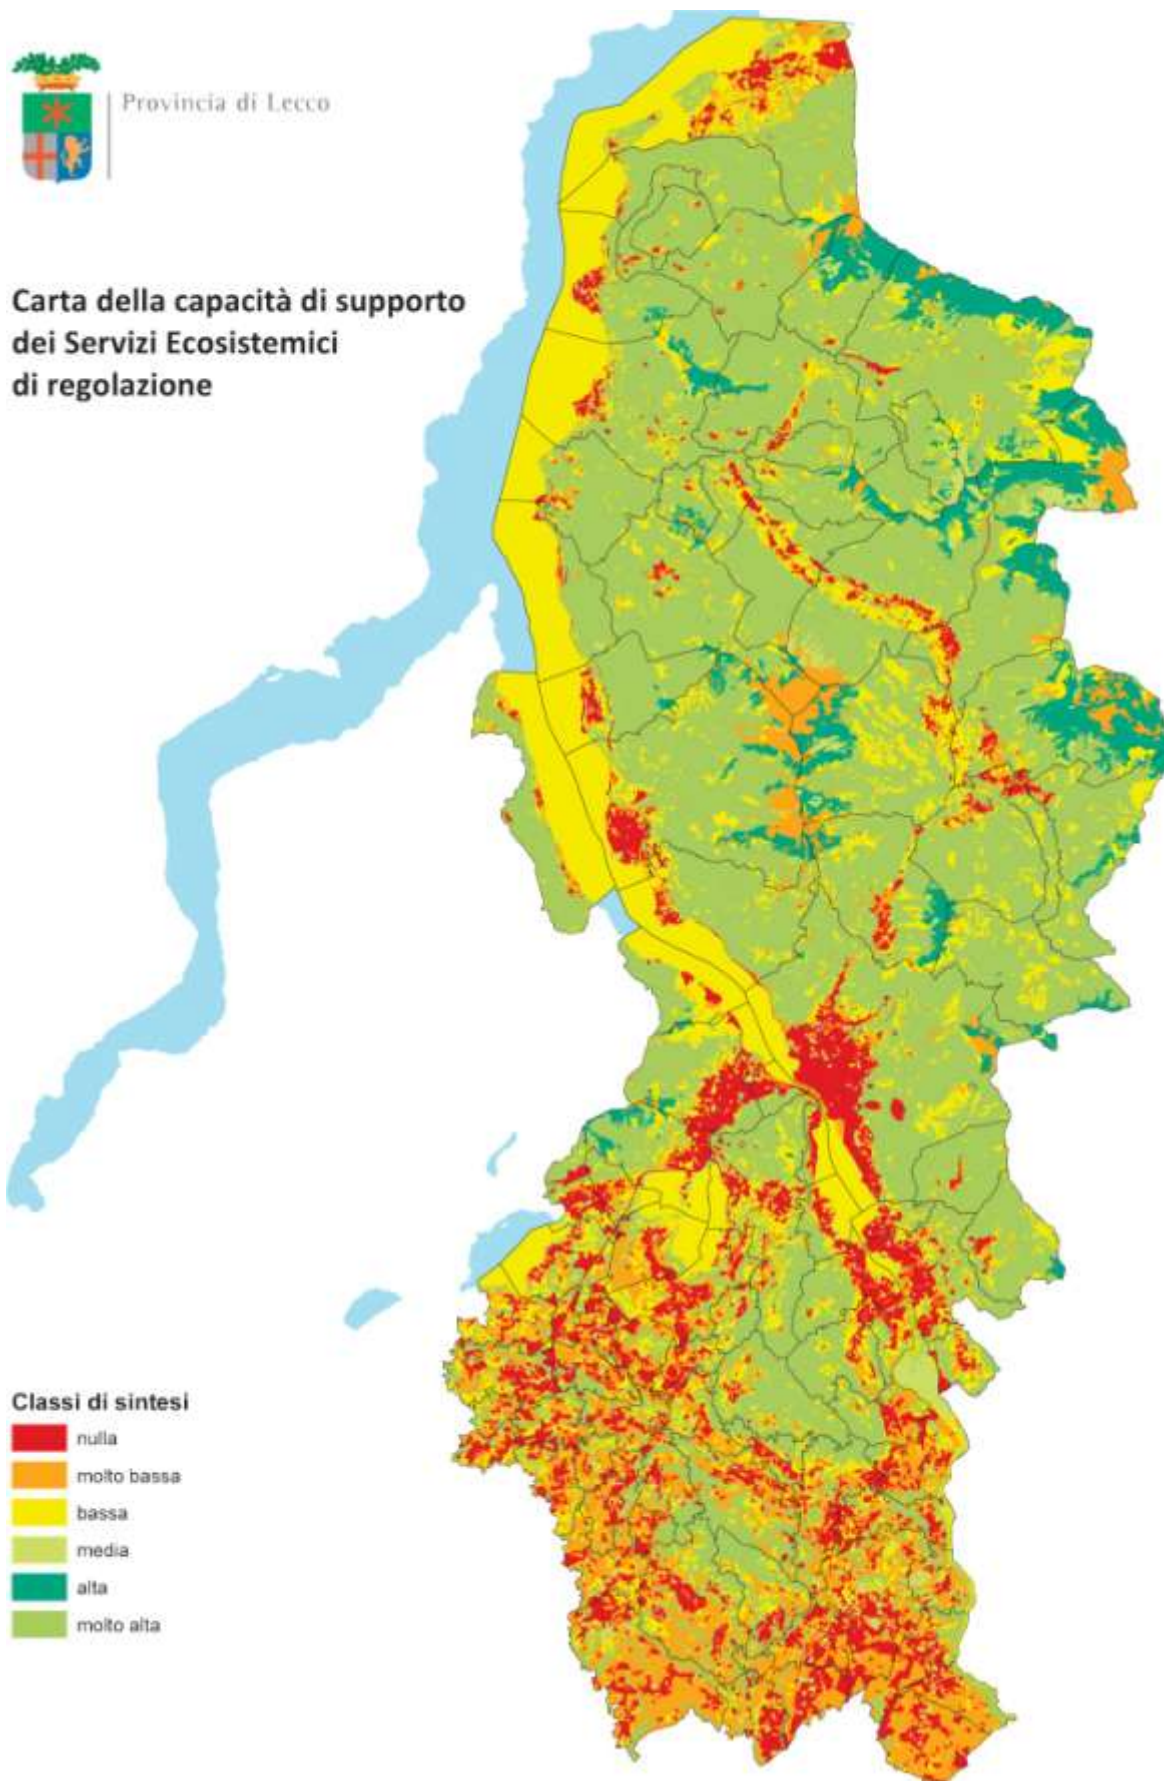 Provincia di Lecco
Carta della capacità di supporto
dei Servizi Ecosistemici
di regolazione
Classi di sintesi
nulla
molto bassa
bassa
media
alta
molto alta